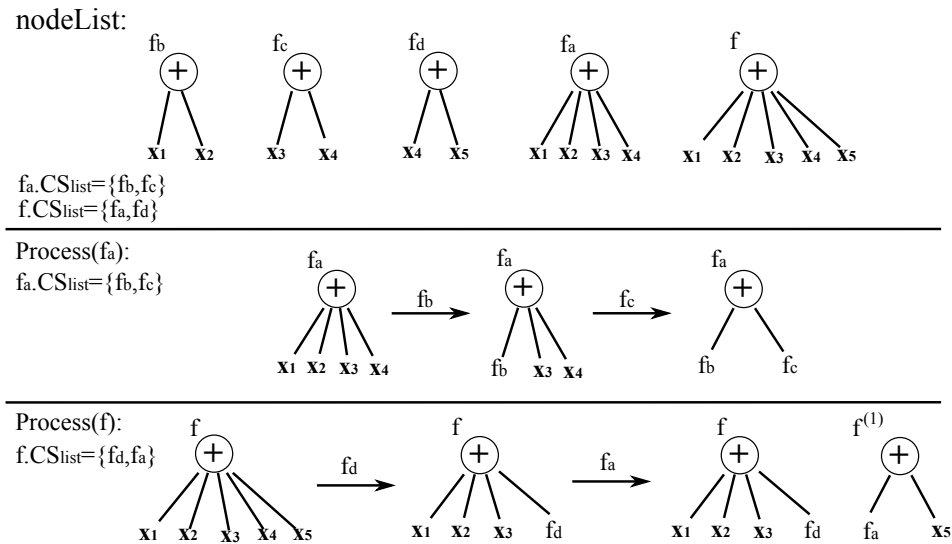 nodeList:
fb fc fd fa f
+ + + + +
x1 x2 x3 x4 x4 x5 x1 x2 x3 x4 x1 x2 x3 x4 x5
fa.CSlist={fb,fc}
f.CSlist={fa,fd}
Process(fa):
fa.CSlist={fb,fc}
fa fa fa
+ fb + fc +
x1 x2 x3 x4 fb x3 x4 fb fc
Process(f):
f.CSlist={fd,fa}
f f f f(1)
+ fd + fa + +
x1 x2 x3 x4 x5 x1 x2 x3 fd x1 x2 x3 fd fa x5